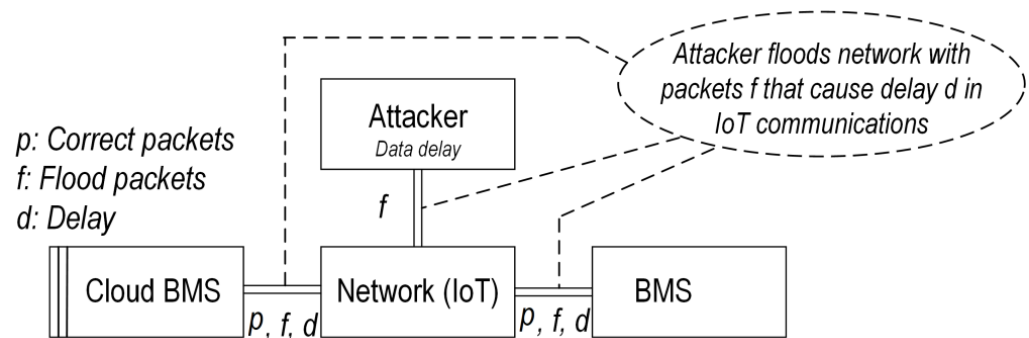 Attacker floods network with
packets f that cause delay d in
IoT communications
Attacker
Data delay
p: Correct packets
f: Flood packets
d: Delay
f
Cloud BMS
Network (IoT)
BMS
p, f, d
p, f, d